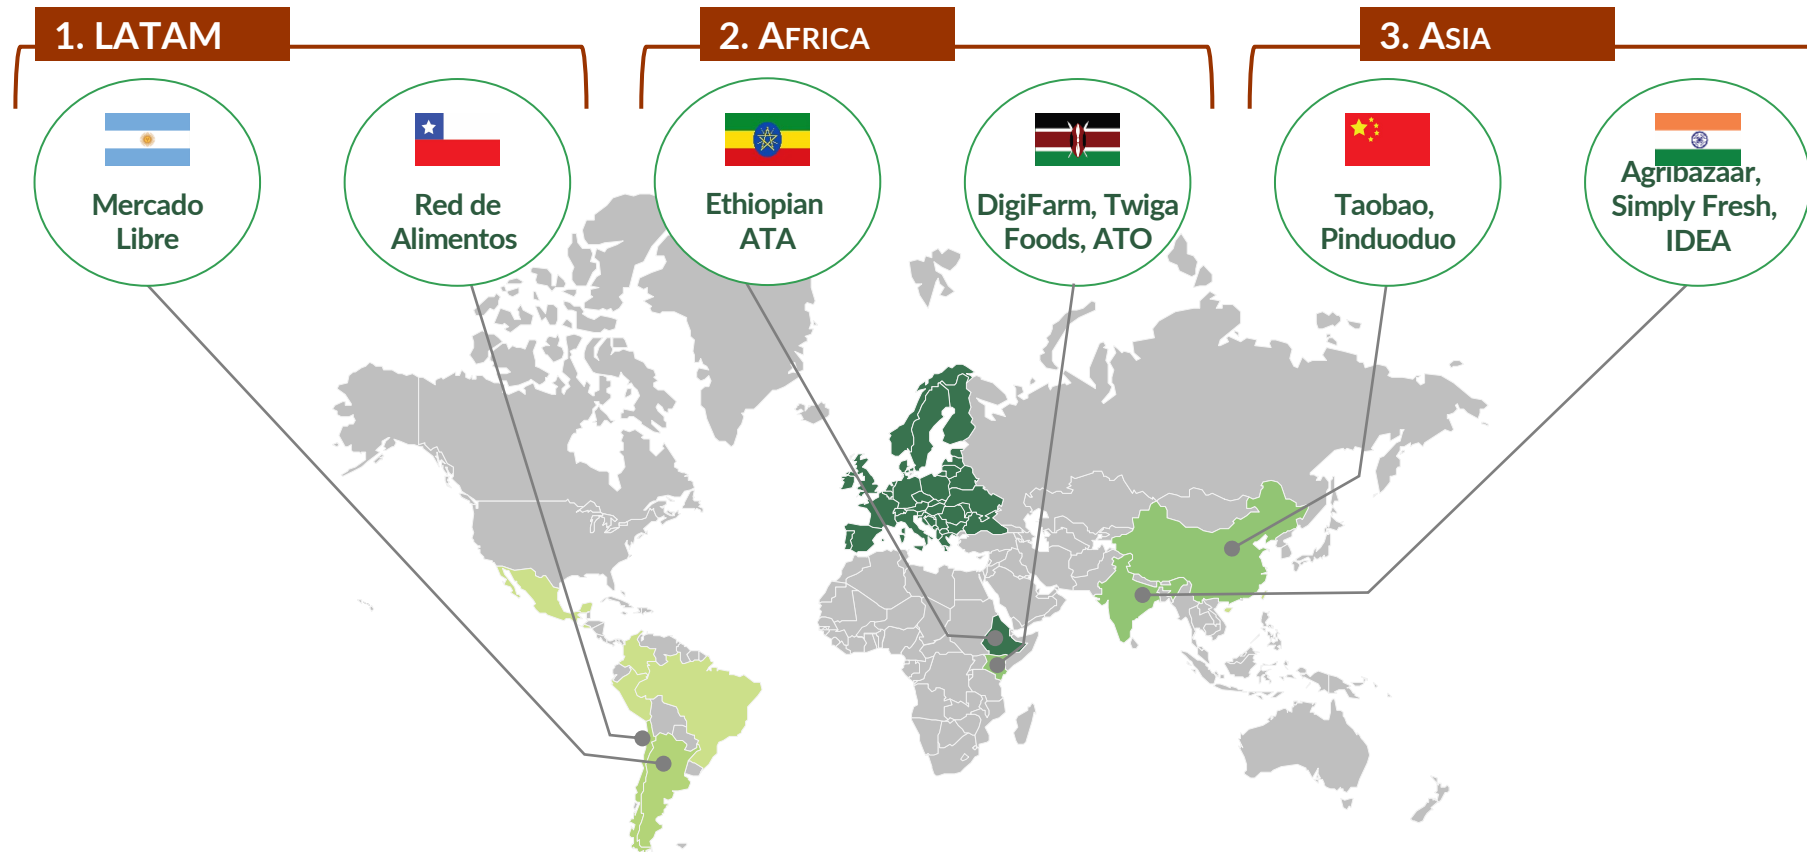 1. LATAM
2. AFRICA
3. ASIA
Mercado
Libre
Red de
Alimentos
Ethiopian
ATA
DigiFarm, Twiga
Foods, ATO
Taobao,
Pinduoduo
Agribazaar,
Simply Fresh,
IDEA